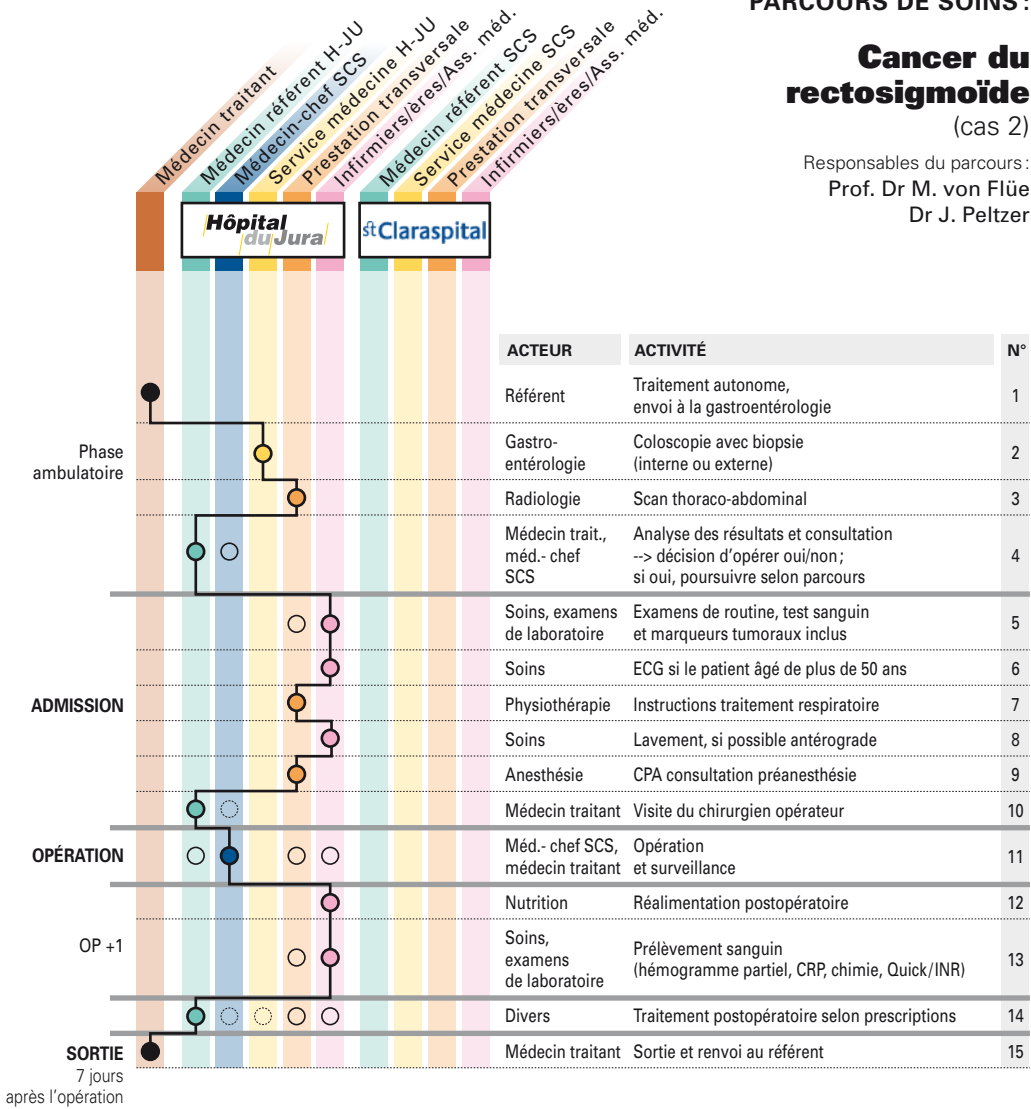 PARCOURS DE SOINS :
Cancer du
rectosigmoïde
(cas 2)
Responsables du parcours :
Prof. Dr M. von Flüe
Dr J. Peltzer
Médecin traitant
Médecin référent H-JU
Médecin-chef SCS
Service médecine H-JU
Prestation transversale
Infirmiers/ères/Ass. méd.
Médecin référent SCS
Service médecine SCS
Prestation transversale
Infirmiers/ères/Ass. méd.
Hôpital
du Jura
st Claraspital
ACTEUR ACTIVITÉ N°
Référent Traitement autonome, 1
envoi à la gastroentérologie
Phase
ambulatoire
Gastro- Coloscopie avec biopsie 2
entérologie (interne ou externe)
Radiologie Scan thoraco-abdominal 3
Médecin trait., Analyse des résultats et consultation
méd.- chef --> décision d'opérer oui/non ; 4
SCS si oui, poursuivre selon parcours
ADMISSION
Soins, examens Examens de routine, test sanguin 5
de laboratoire et marqueurs tumoraux inclus
Soins ECG si le patient âgé de plus de 50 ans 6
Physiothérapie Instructions traitement respiratoire 7
Soins Lavement, si possible antérograde 8
Anesthésie CPA consultation préanesthésie 9
Médecin traitant Visite du chirurgien opérateur 10
OPÉRATION
Méd.- chef SCS, Opération 11
médecin traitant et surveillance
Nutrition Réalimentation postopératoire 12
OP +1
Soins,
examens Prélèvement sanguin 13
de laboratoire (hémogramme partiel, CRP, chimie, Quick/INR)
Divers Traitement postopératoire selon prescriptions 14
SORTIE
7 jours
après l'opération
Médecin traitant Sortie et renvoi au référent 15